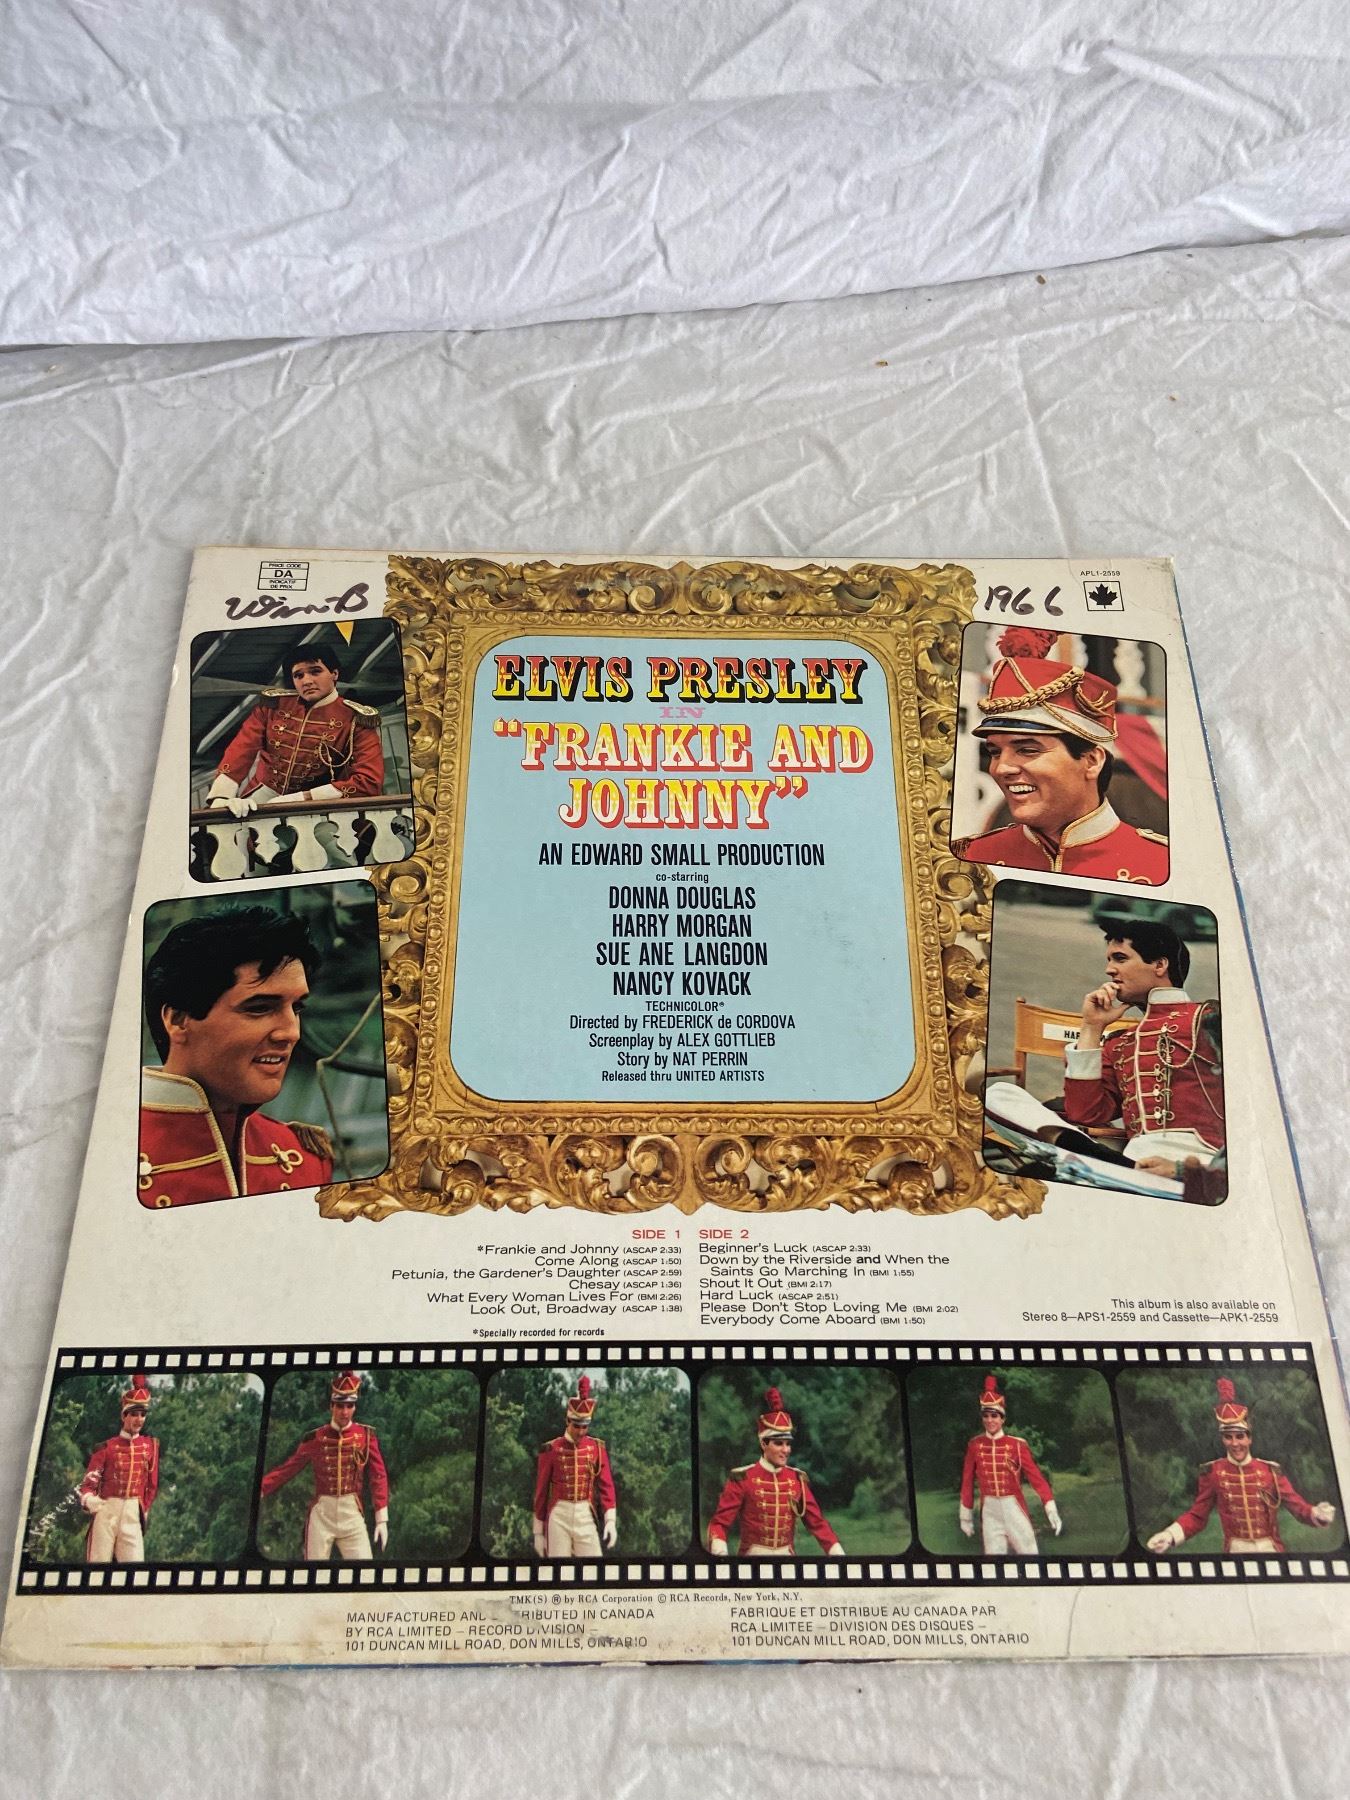 PRICE CODE
DA
INDICATIF
DE PRIX
1966
APL1-2559
ELVIS PRESLEY
IN
"FRANKIE AND
JOHNNY"
AN EDWARD SMALL PRODUCTION
co-starring
DONNA DOUGLAS
HARRY MORGAN
SUE ANE LANGDON
NANCY KOVACK
TECHNICOLOR®
Directed by FREDERICK de CORDOVA
Screenplay by ALEX GOTTLIEB
Story by NAT PERRIN
Released thru UNITED ARTISTS
HAR
SIDE 1
*Frankie and Johnny (ASCAP 2:33)
Come Along (ASCAP 1:50)
Petunia, the Gardener's Daughter (ASCAP 2:59)
Chesay (ASCAP 1:36)
What Every Woman Lives For (BMI 2:26)
Look Out, Broadway (ASCAP 1:38)
*Specially recorded for records
SIDE 2
Beginner's Luck (ASCAP 2:33)
Down by the Riverside and When the
Saints Go Marching In (BMI 1:55)
Shout It Out (BMI 2:17)
Hard Luck (ASCAP 2:51)
Please Don't Stop Loving Me (BMI 2:02)
Everybody Come Aboard (BMI 1:50)
This album is also available on
Stereo 8—APS1-2559 and Cassette—APK1-2559
TMK(S) ® by RCA Corporation © RCA Records, New York, N.Y.
MANUFACTURED AND DISTRIBUTED IN CANADA
BY RCA LIMITED – RECORD DIVISION –
101 DUNCAN MILL ROAD, DON MILLS, ONTARIO
FABRIQUE ET DISTRIBUE AU CANADA PAR
RCA LIMITEE – DIVISION DES DISQUES –
101 DUNCAN MILL ROAD, DON MILLS, ONTARIO